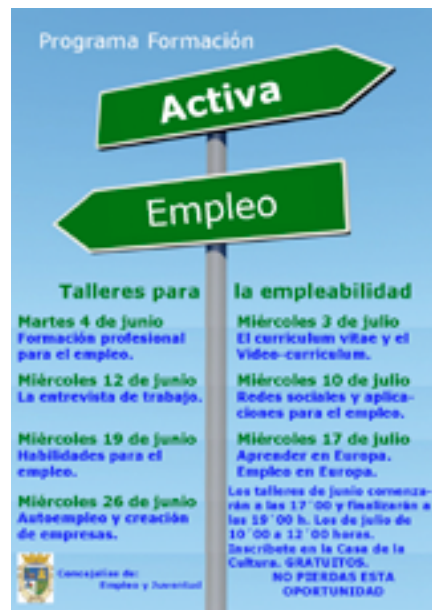 Programa Formación
Activa
Empleo
Talleres para la empleabilidad
Martes 4 de junio
Formación profesional
para el empleo.
Miércoles 12 de junio
La entrevista de trabajo.
Miércoles 19 de junio
Habilidades para el
empleo.
Miércoles 26 de junio
Autoempleo y creación
de empresas.
Miércoles 3 de julio
El curriculum vitae y el
Video-curriculum.
Miércoles 10 de julio
Redes sociales y aplica-
ciones para el empleo.
Miércoles 17 de julio
Aprender en Europa.
Empleo en Europa.
Los talleres de junio comenza-
rán a las 17´00 y finalizarán a
las 19´00 h. Los de julio de
10´00 a 12´00 horas.
Inscríbete en la Casa de la
Cultura. GRATUITOS.
NO PIERDAS ESTA
OPORTUNIDAD
Concejalías de:
Empleo y Juventud